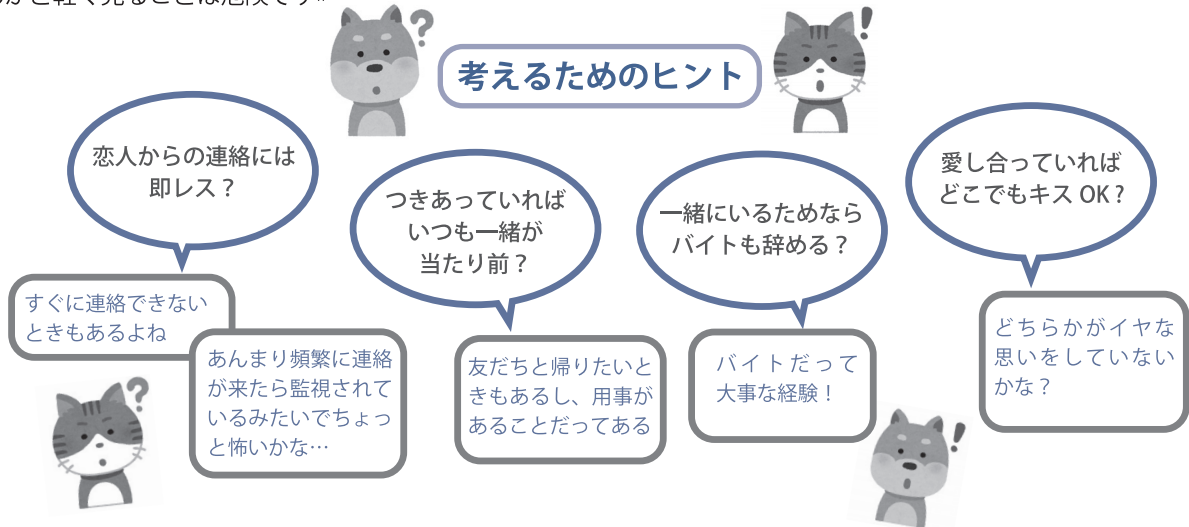 考えるためのヒント
恋人からの連絡には
即レス？
すぐに連絡できない
ときもあるよね
あんまり頻繁に連絡
が来たら監視されて
いるみたいでちょっ
と怖いかな…
つきあっていれば
いつも一緒が
当たり前？
友だちと帰りたいと
きもあるし、用事が
あることだってある
一緒にいるためなら
バイトも辞める？
バイトだって
大事な経験！
愛し合っていれば
どこでもキス OK？
どちらかがイヤな
思いをしていない
かな？